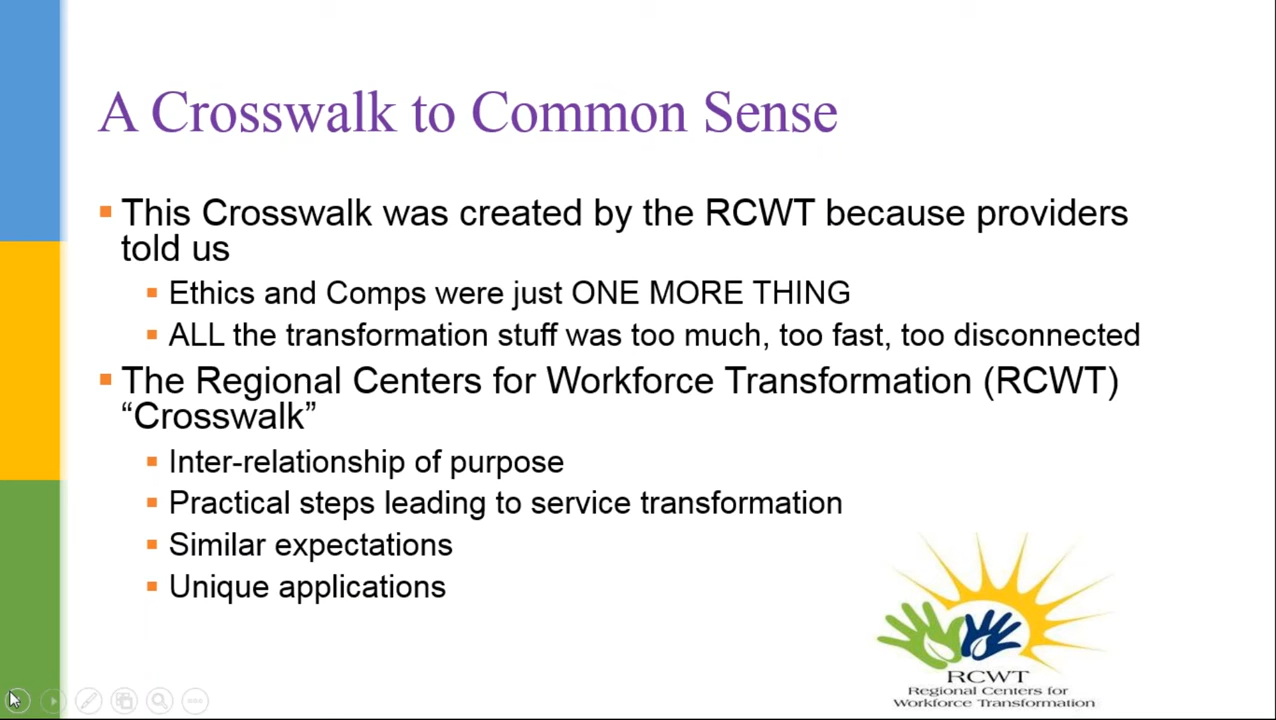 A Crosswalk to Common Sense
This Crosswalk was created by the RCWT because providers
told us
Ethics and Comps were just ONE MORE THING
ALL the transformation stuff was too much, too fast, too disconnected
The Regional Centers for Workforce Transformation (RCWT)
“Crosswalk”
Inter-relationship of purpose
Practical steps leading to service transformation
Similar expectations
Unique applications
RCWT
Regional Centers for
Workforce Transformation